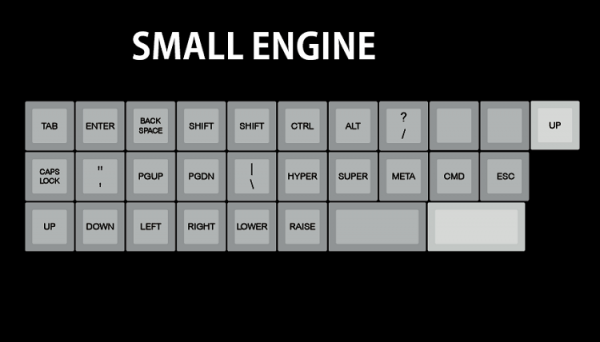 SMALL ENGINE
TAB ENTER BACK SPACE SHIFT SHIFT CTRL ALT ? / UP
CAPS LOCK " ' PGUP PGDN | \ HYPER SUPER META CMD ESC
UP DOWN LEFT RIGHT LOWER RAISE